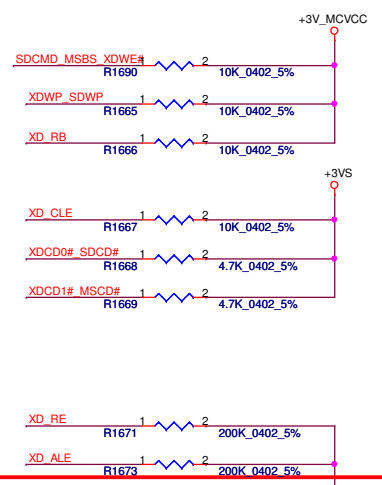 +3V_MCVCC
SDCMD_MSBS_XDWE# 1 2
R1690 10K_0402_5%
XDWP_SDWP 1 2
R1665 10K_0402_5%
XD_RB 1 2
R1666 10K_0402_5%
+3VS
XD_CLE 1 2
R1667 10K_0402_5%
XDCD0#_SDCD# 1 2
R1668 4.7K_0402_5%
XDCD1#_MSCD# 1 2
R1669 4.7K_0402_5%
XD_RE 1 2
R1671 200K_0402_5%
XD_ALE 1 2
R1673 200K_0402_5%